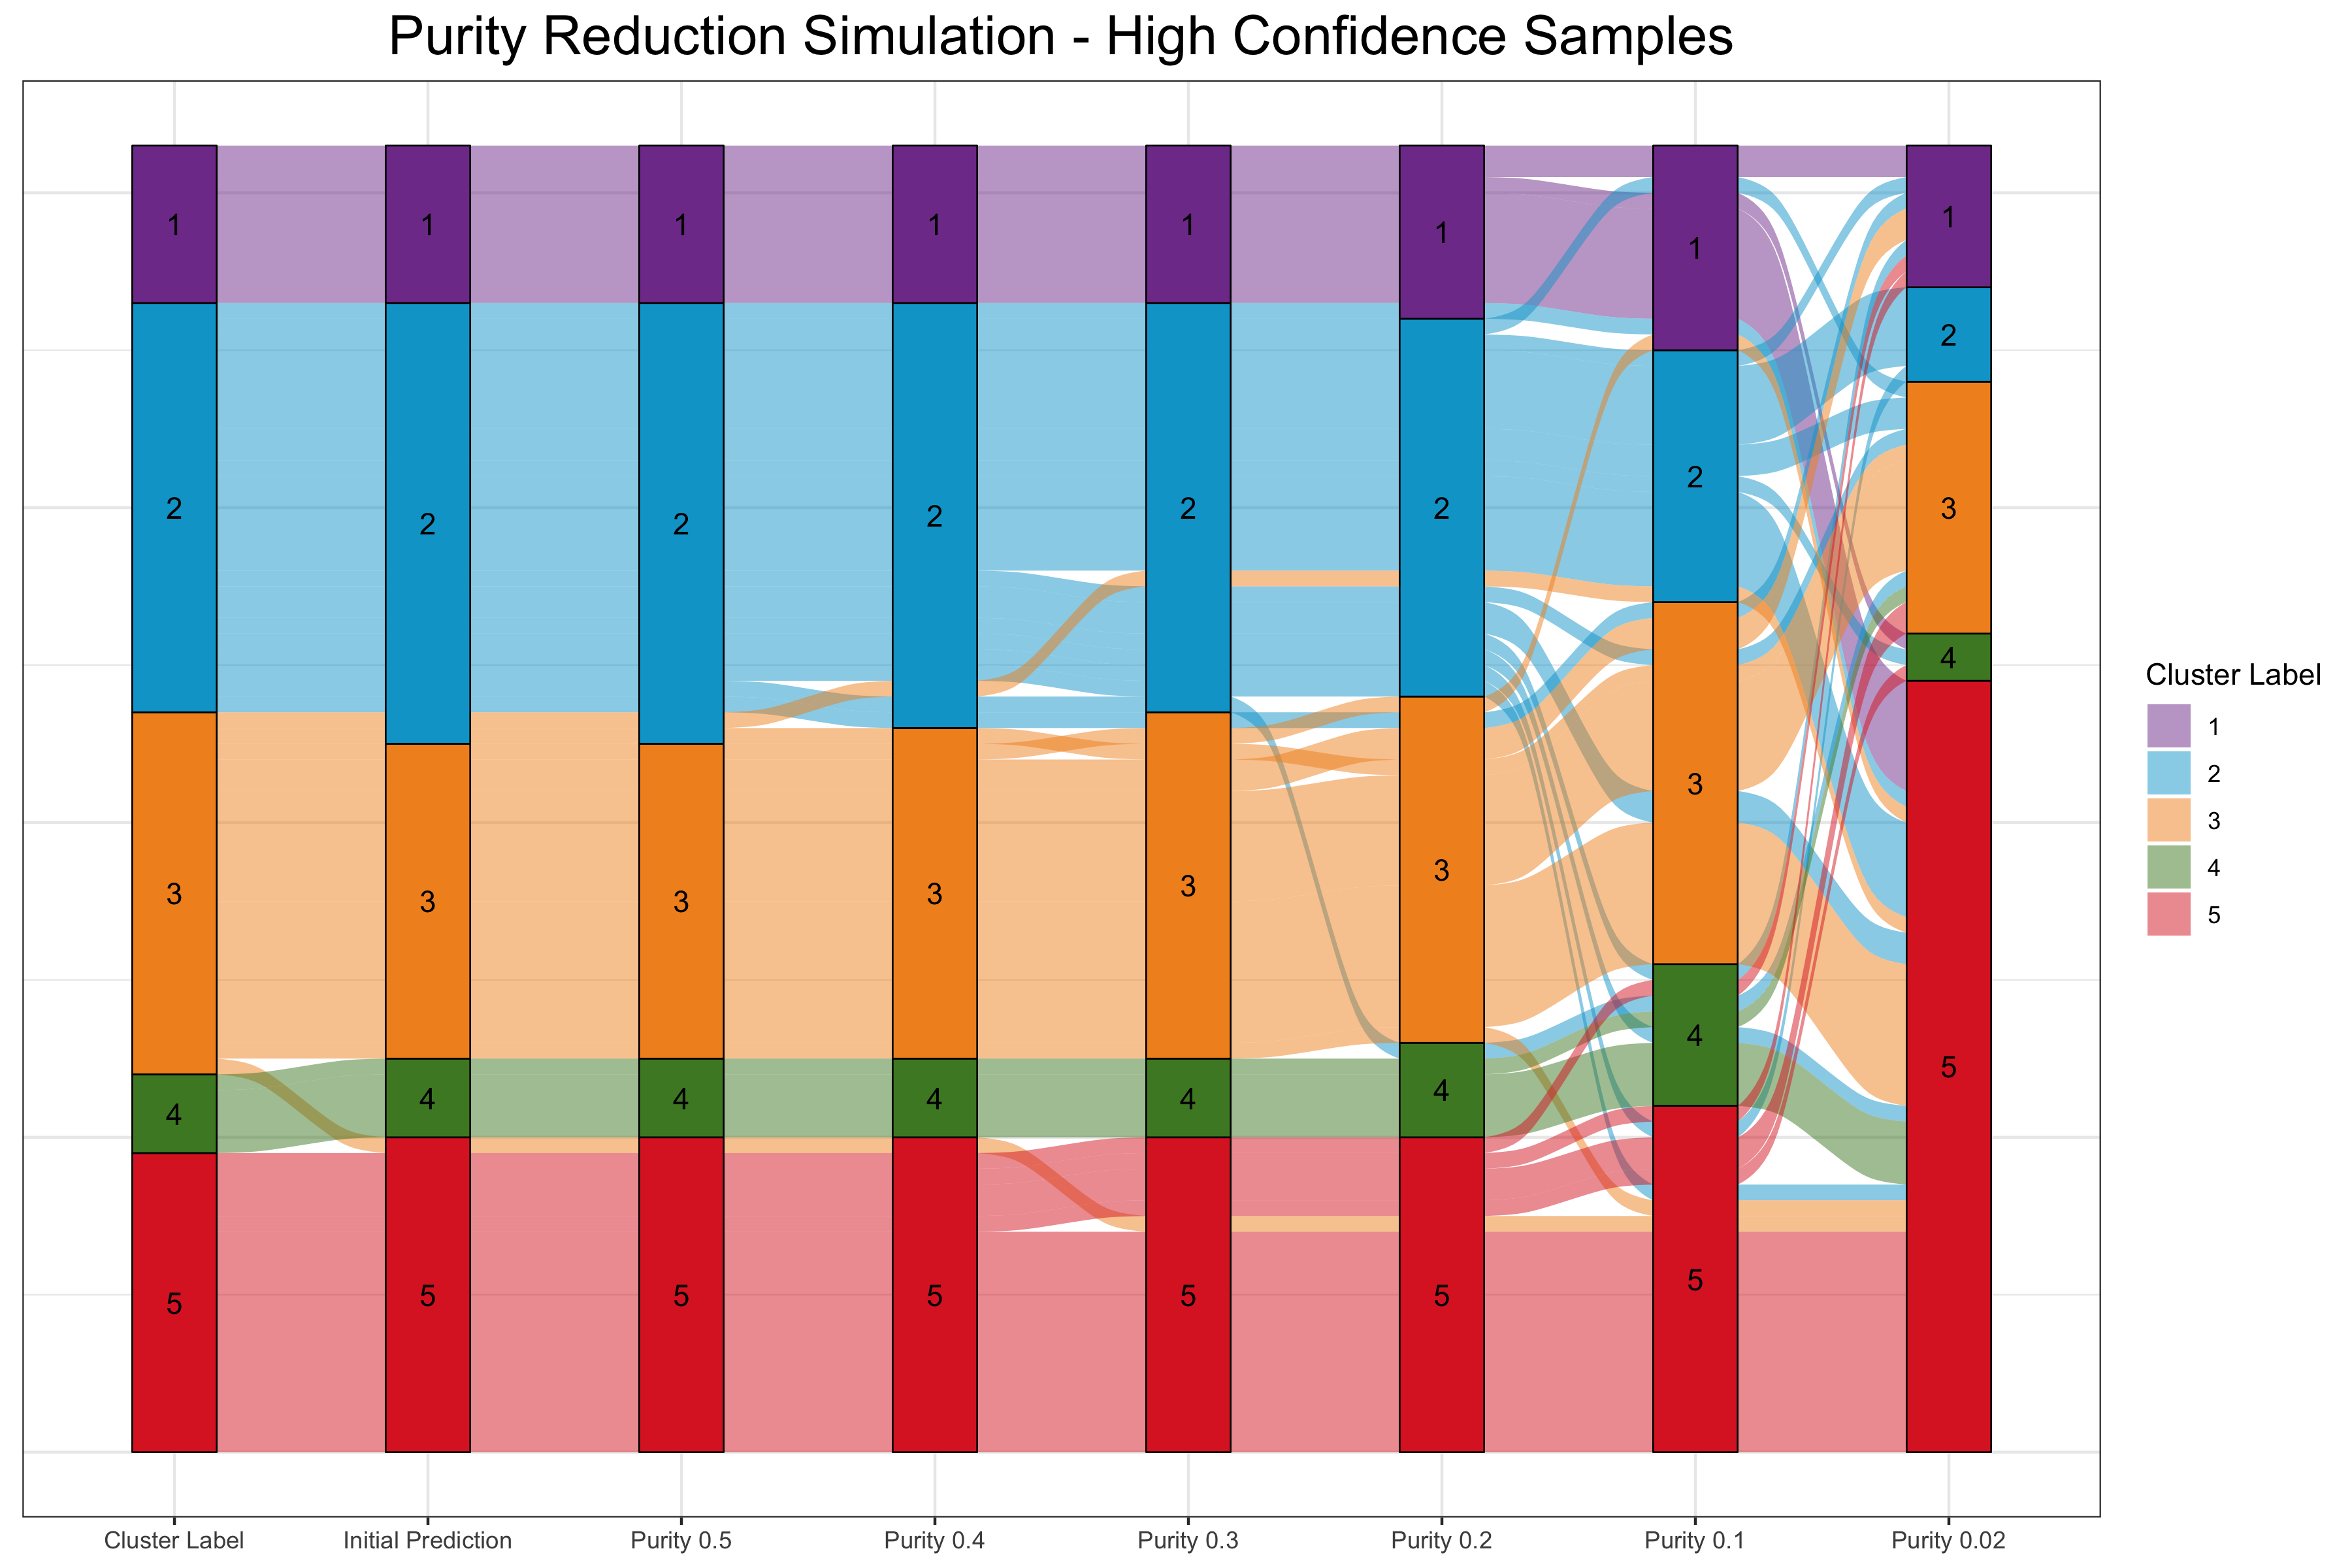 Purity Reduction Simulation - High Confidence Samples
1 1 1 1 1 1 1 1
2 2 2 2 2 2 2 2
3 3 3 3 3 3 3 3
4 4 4 4 4 4 4 4
5 5 5 5 5 5 5 5
Cluster Label Initial Prediction Purity 0.5 Purity 0.4 Purity 0.3 Purity 0.2 Purity 0.1 Purity 0.02
Cluster Label
1
2
3
4
5